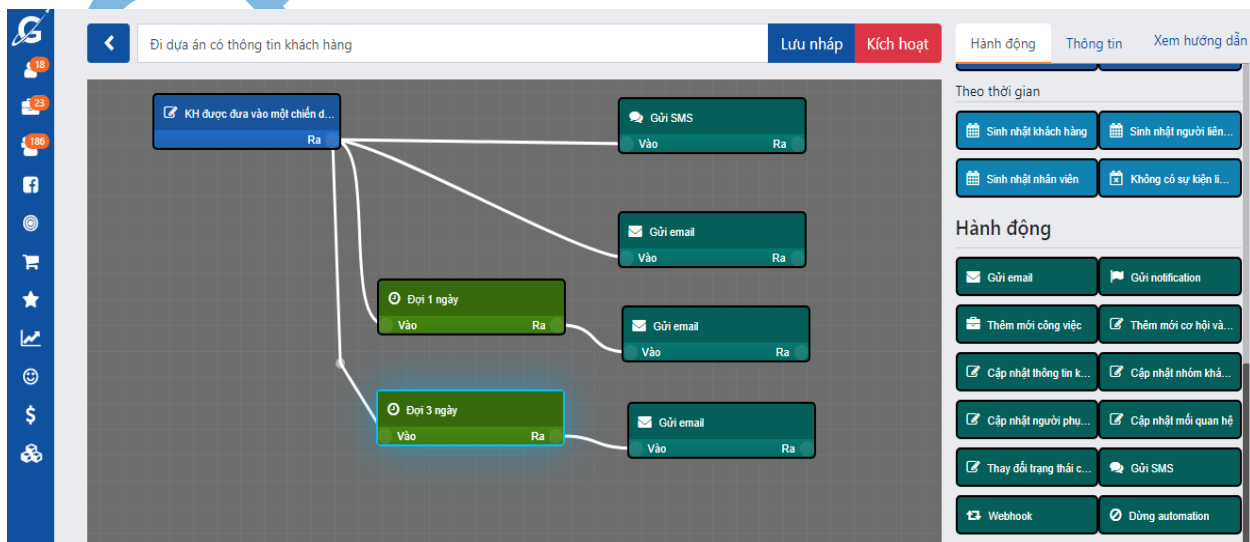 Đi dựa án có thông tin khách hàng
Lưu nháp
Kích hoạt
Hành động
Thông tin
Xem hướng dẫn
18
23
186
KH được đưa vào một chiến d...
Ra
Gửi SMS
Vào Ra
Gửi email
Vào Ra
Đợi 1 ngày
Vào Ra
Gửi email
Vào Ra
Đợi 3 ngày
Vào Ra
Gửi email
Vào Ra
Theo thời gian
Sinh nhật khách hàng
Sinh nhật người liên...
Sinh nhật nhân viên
Không có sự kiện li...
Hành động
Gửi email
Gửi notification
Thêm mới công việc
Thêm mới cơ hội và...
Cập nhật thông tin k...
Cập nhật nhóm khá...
Cập nhật người phụ...
Cập nhật mối quan hệ
Thay đổi trạng thái c...
Gửi SMS
Webhook
Dừng automation